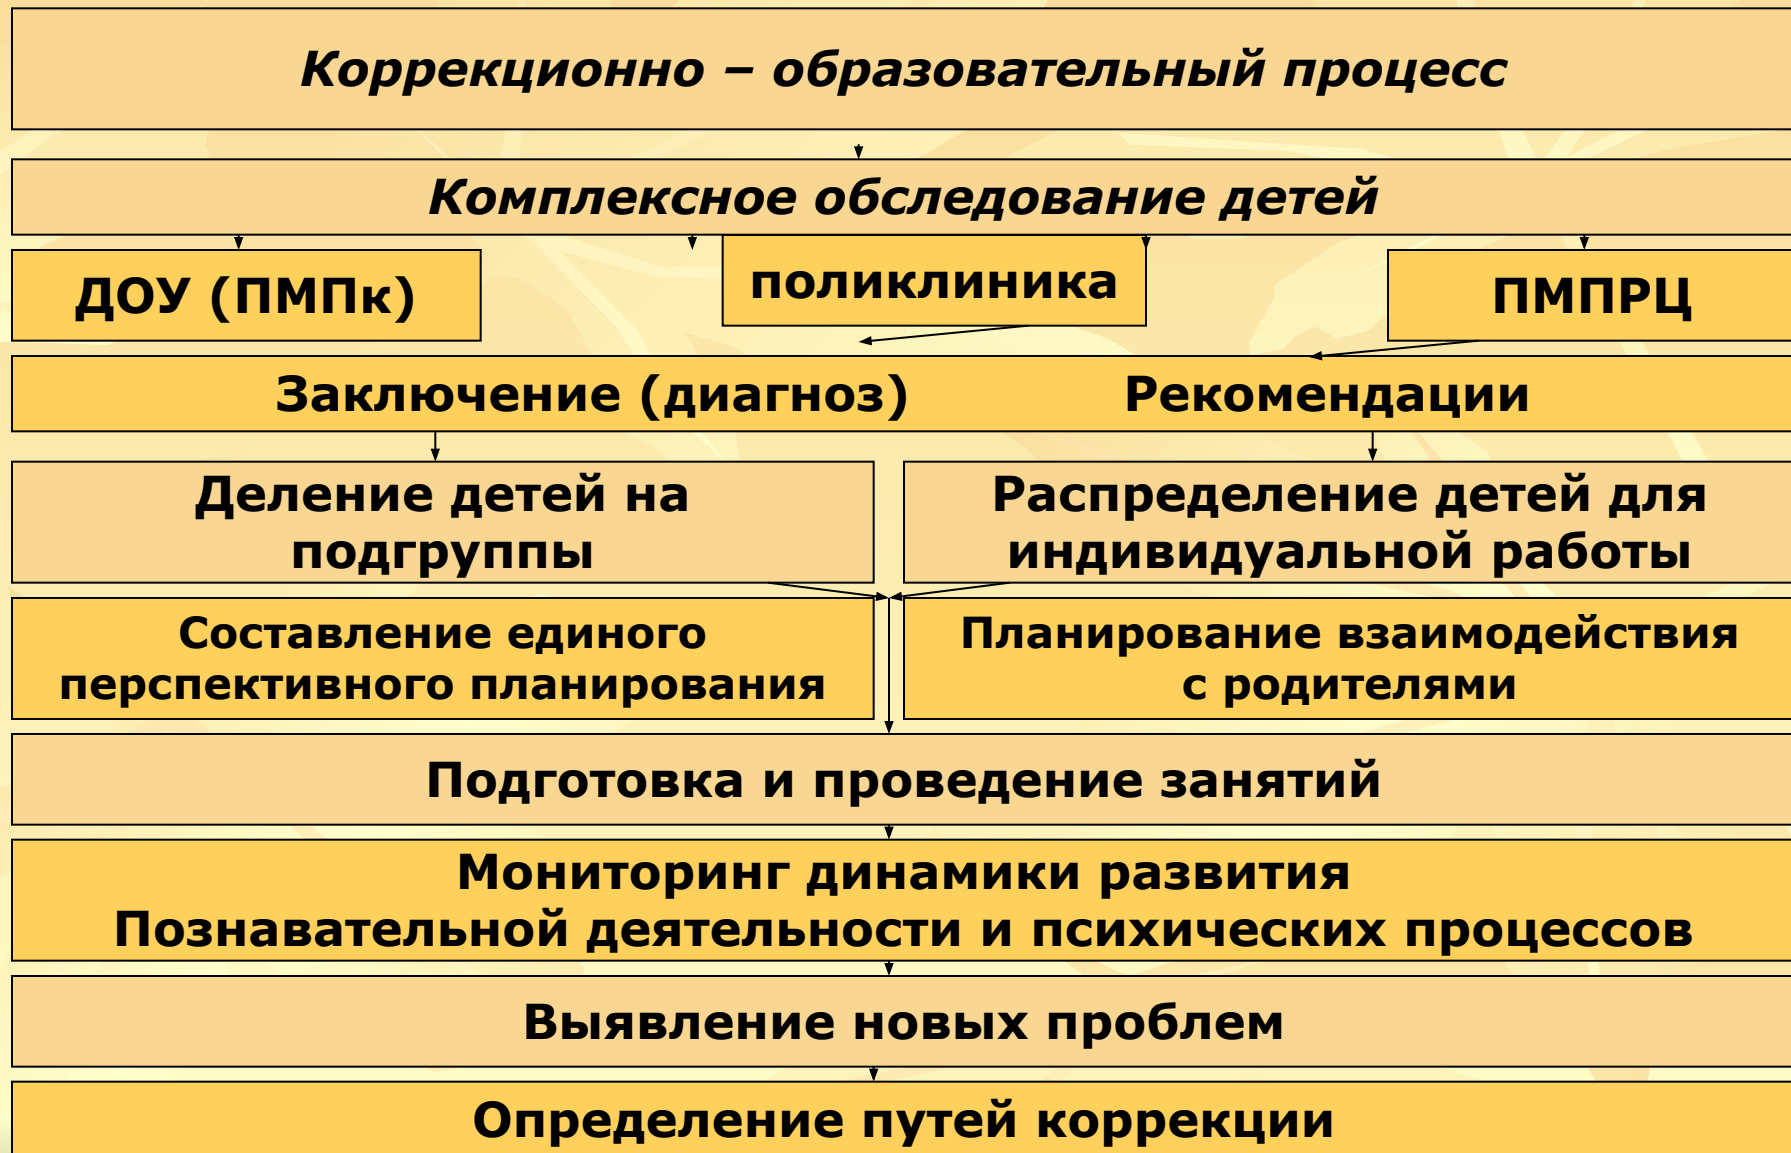 Коррекционно – образовательный процесс
Комплексное обследование детей
ДОУ (ПМПк)
поликлиника
ПМПРЦ
Заключение (диагноз) Рекомендации
Деление детей на
подгруппы
Распределение детей для
индивидуальной работы
Составление единого
перспективного планирования
Планирование взаимодействия
с родителями
Подготовка и проведение занятий
Мониторинг динамики развития
Познавательной деятельности и психических процессов
Выявление новых проблем
Определение путей коррекции